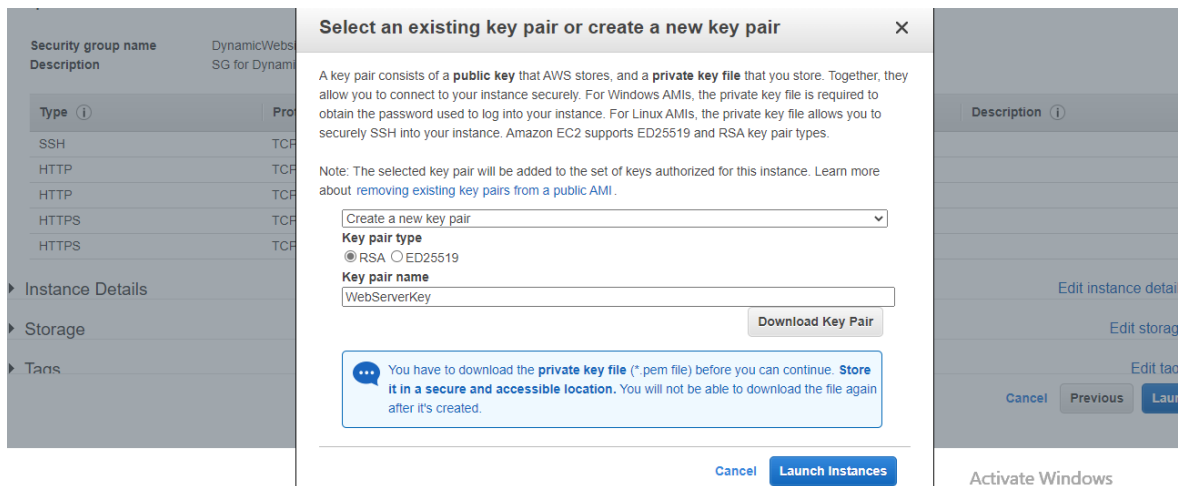 Select an existing key pair or create a new key pair
Security group name DynamicWebsi
Description SG for Dynami
A key pair consists of a public key that AWS stores, and a private key file that you store. Together, they
allow you to connect to your instance securely. For Windows AMIs, the private key file is required to
obtain the password used to log into your instance. For Linux AMIs, the private key file allows you to
securely SSH into your instance. Amazon EC2 supports ED25519 and RSA key pair types.
Note: The selected key pair will be added to the set of keys authorized for this instance. Learn more
about removing existing key pairs from a public AMI.
Create a new key pair
Key pair type
RSA ED25519
Key pair name
WebServerKey
Download Key Pair
You have to download the private key file (*.pem file) before you can continue. Store
it in a secure and accessible location. You will not be able to download the file again
after it's created.
Cancel Launch Instances
Type Pro Description
SSH TCP
HTTP TCP
HTTP TCP
HTTPS TCP
HTTPS TCP
Instance Details Edit instance detai
Storage Edit storag
Tags Edit tag
Cancel Previous Laun
Activate Windows